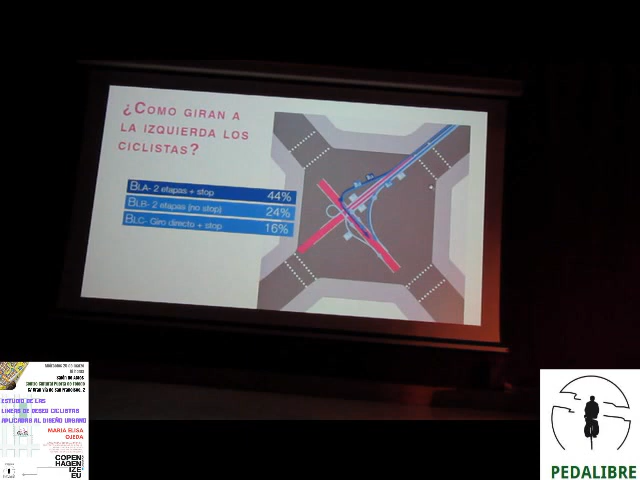 ¿COMO GIRAN A
LA IZQUIERDA LOS
CICLISTAS?
BLA- 2 etapas + stop 44%
BLB- 2 etapas (no stop) 24%
BLC- Giro directo + stop 16%
ESTUDIO DE LAS
LINEAS DE DESEO CICLISTAS
APLICADAS AL DISEÑO URBANO
MARIA ELISA
OJEDA
COPEN
HAGEN
IZE
EU
PEDALIBRE